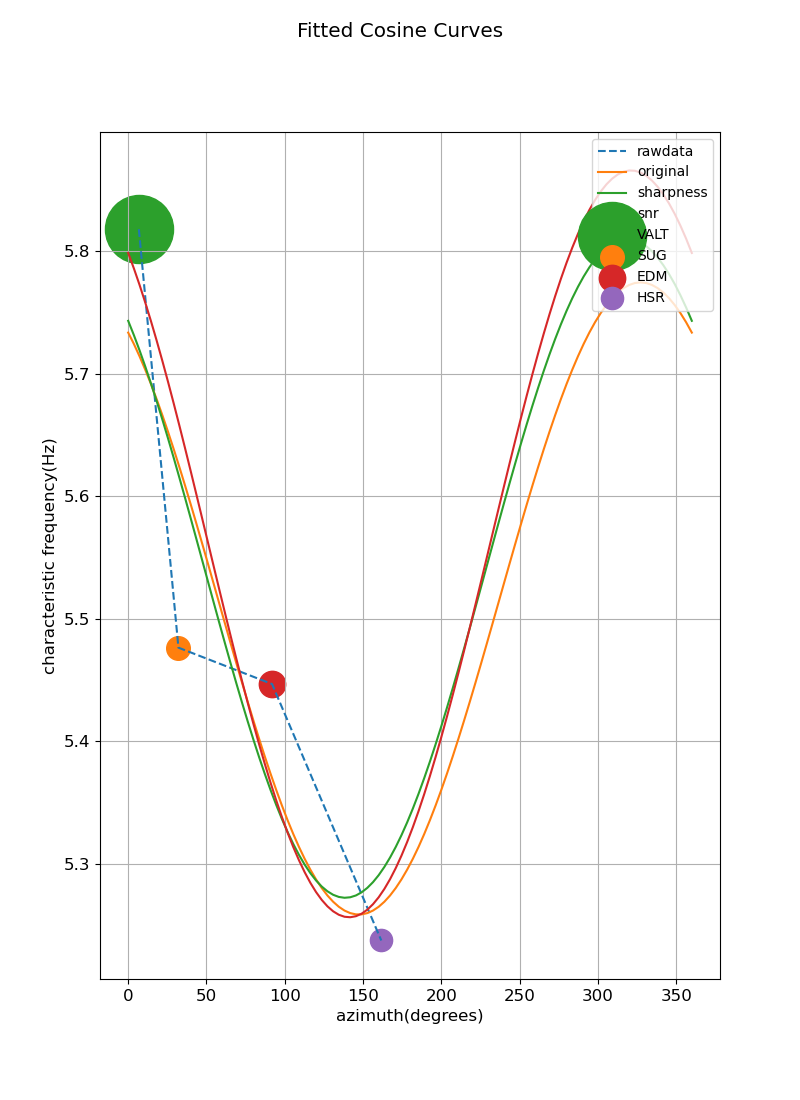 Fitted Cosine Curves
rawdata
original
sharpness
snr
VALT
SUG
EDM
HSR
characteristic frequency(Hz)
5.8
5.7
5.6
5.5
5.4
5.3
0 50 100 150 200 250 300 350
azimuth(degrees)